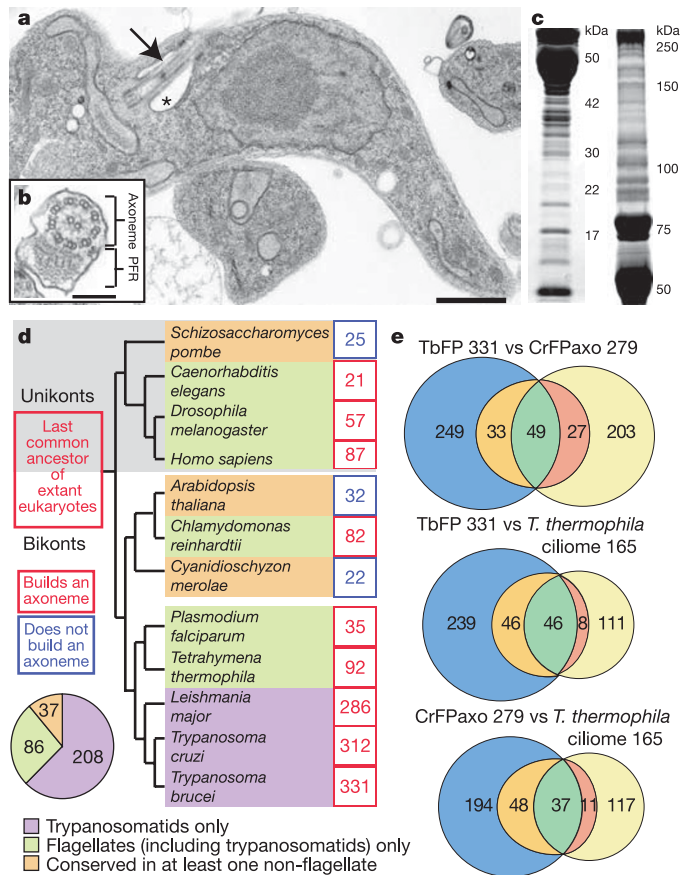 a
*
b
Axoneme
PFR
c
kDa
50
42
30
22
17
kDa
250
150
100
75
50
d
Unikonts
Last
common
ancestor
of
extant
eukaryotes
Bikonts
Builds an
axoneme
Does not
build an
axoneme
Schizosaccharomyces
pombe
25
Caenorhabditis
elegans
21
Drosophila
melanogaster
57
Homo sapiens
87
Arabidopsis
thaliana
32
Chlamydomonas
reinhardtii
82
Cyanidioschyzon
merolae
22
Plasmodium
falciparum
35
Tetrahymena
thermophila
92
Leishmania
major
286
Trypanosoma
cruzi
312
Trypanosoma
brucei
331
37
86
208
Trypanosomatids only
Flagellates (including trypanosomatids) only
Conserved in at least one non-flagellate
e
TbFP 331 vs CrFPaxo 279
249 33 49 27 203
TbFP 331 vs T. thermophila
ciliome 165
239 46 46 8 111
CrFPaxo 279 vs T. thermophila
ciliome 165
194 48 37 11 117